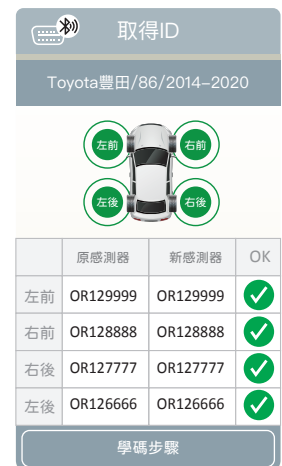 取得ID
Toyota豐田/86/2014–2020
左前 右前
左後 右後
原感測器 新感測器 OK
左前 OR129999 OR129999
右前 OR128888 OR128888
右後 OR127777 OR127777
左後 OR126666 OR126666
學碼步驟